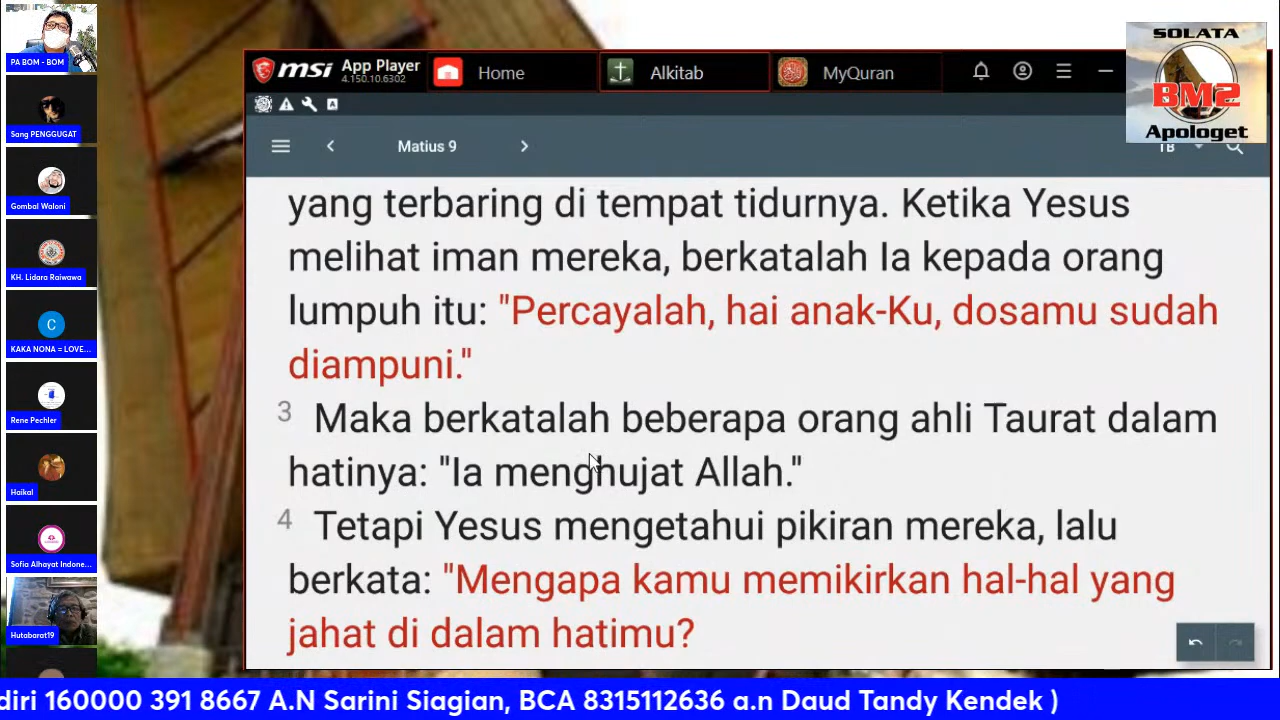 PA BOM - BOM
Sang PENGGUGAT
Gombal Waloni
KH. Lidara Raiwawa
C
KAKA NONA = LOVE...
Rene Pechler
Haikal
Sofia Alhayat Indone...
Hutabarat19
msi App Player
4.150.10.6302
Home
Alkitab
MyQuran
SOLATA
BM2
Apologet
Matius 9
TB
yang terbaring di tempat tidurnya. Ketika Yesus
melihat iman mereka, berkatalah Ia kepada orang
lumpuh itu: "Percayalah, hai anak-Ku, dosamu sudah
diampuni."
3 Maka berkatalah beberapa orang ahli Taurat dalam
hatinya: "Ia menghujat Allah."
4 Tetapi Yesus mengetahui pikiran mereka, lalu
berkata: "Mengapa kamu memikirkan hal-hal yang
jahat di dalam hatimu?
diri 160000 391 8667 A.N Sarini Siagian, BCA 8315112636 a.n Daud Tandy Kendek )